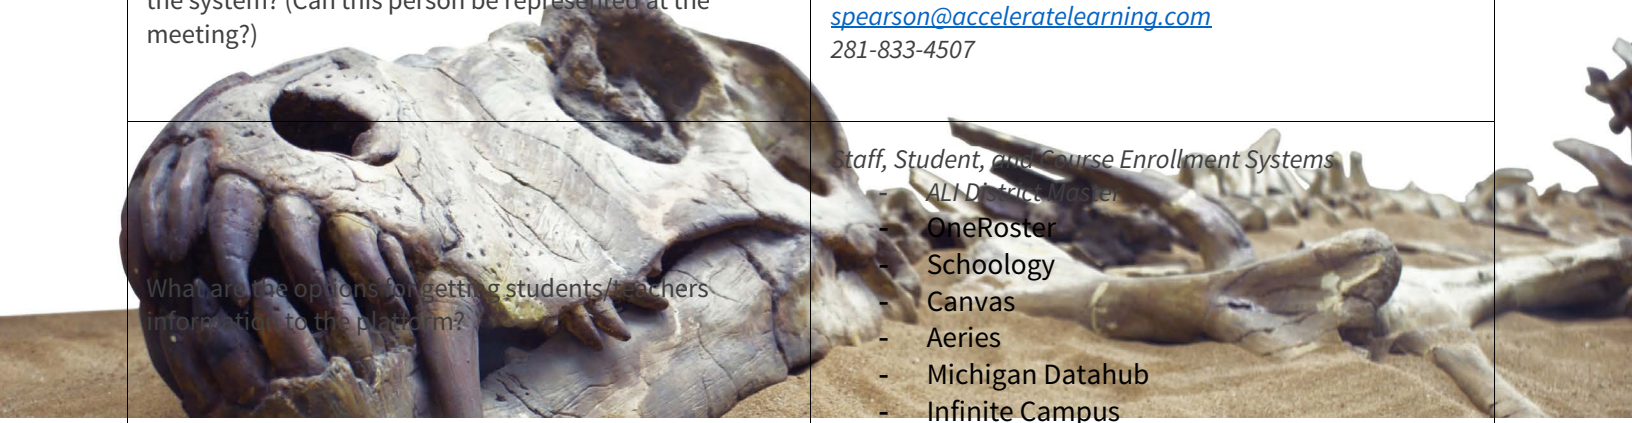 the system? (Can this person be represented at the
meeting?)
spearson@acceleratelearning.com
281-833-4507
What are the options for getting students/teachers
information to the platform?
Staff, Student, and Course Enrollment Systems
- ALI District Master
- OneRoster
- Schoology
- Canvas
- Aeries
- Michigan Datahub
- Infinite Campus